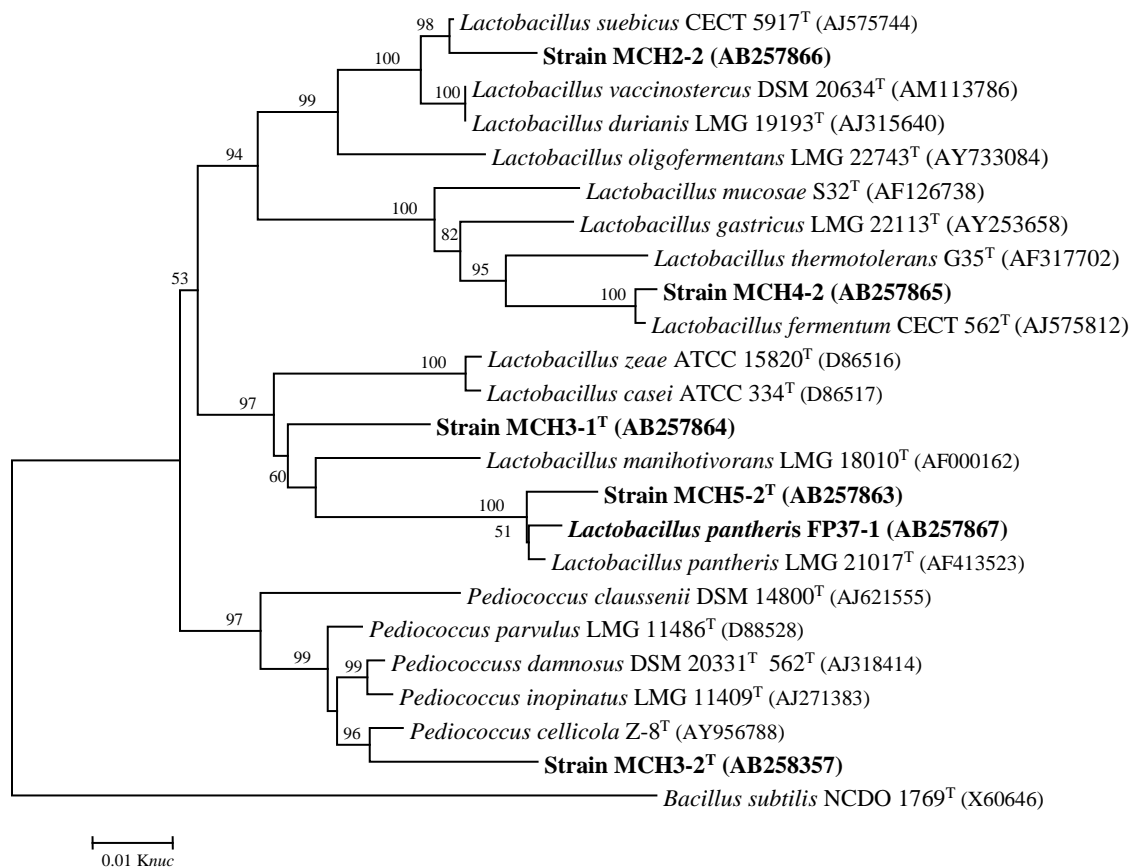 98 Lactobacillus suebicus CECT 5917T (AJ575744)
Strain MCH2-2 (AB257866)
100
100 Lactobacillus vaccinostercus DSM 20634T (AM113786)
99
Lactobacillus durianis LMG 19193T (AJ315640)
Lactobacillus oligofermentans LMG 22743T (AY733084)
94
Lactobacillus mucosae S32T (AF126738)
100
Lactobacillus gastricus LMG 22113T (AY253658)
82
Lactobacillus thermotolerans G35T (AF317702)
95
53
Strain MCH4-2 (AB257865)
100
Lactobacillus fermentum CECT 562T (AJ575812)
Lactobacillus zeae ATCC 15820T (D86516)
100
Lactobacillus casei ATCC 334T (D86517)
97
Strain MCH3-1T (AB257864)
Lactobacillus manihotivorans LMG 18010T (AF000162)
60
Strain MCH5-2T (AB257863)
100
Lactobacillus pantheris FP37-1 (AB257867)
51
Lactobacillus pantheris LMG 21017T (AF413523)
Pediococcus claussenii DSM 14800T (AJ621555)
97
Pediococcus parvulus LMG 11486T (D88528)
99
99 Pediococcuss damnosus DSM 20331T 562T (AJ318414)
Pediococcus inopinatus LMG 11409T (AJ271383)
Pediococcus cellicola Z-8T (AY956788)
96
Strain MCH3-2T (AB258357)
Bacillus subtilis NCDO 1769T (X60646)
0.01 Knuc